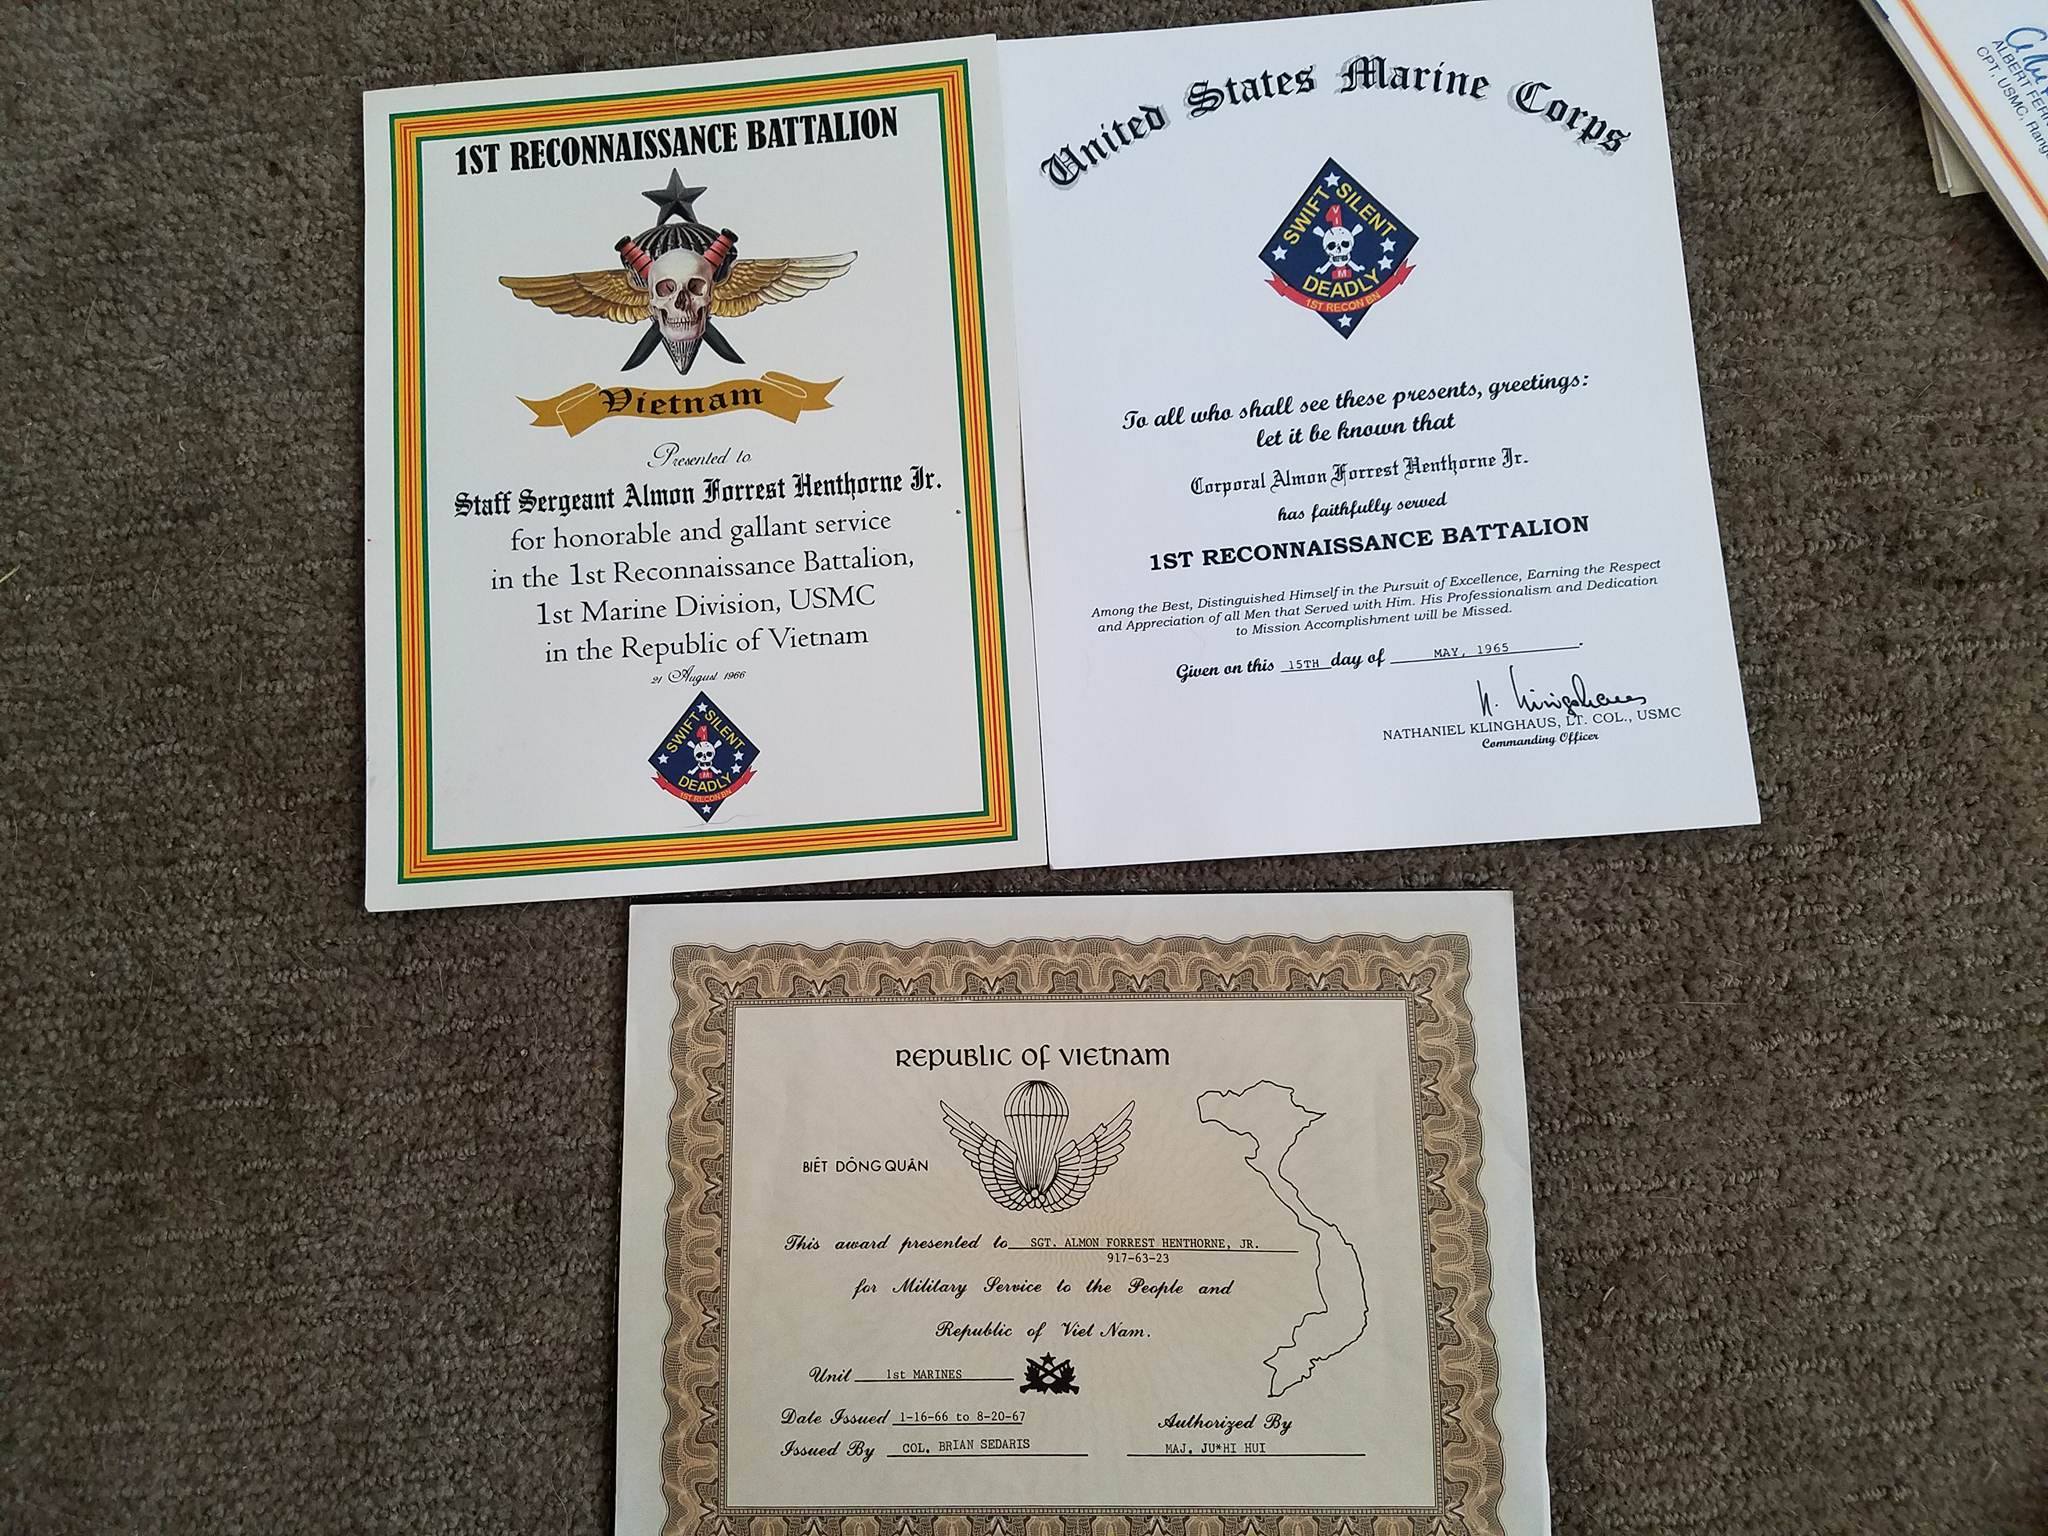 1ST RECONNAISSANCE BATTALION
Vietnam
Presented to
Staff Sergeant Almon Forrest Henthorne Jr.
for honorable and gallant service
in the 1st Reconnaissance Battalion,
1st Marine Division, USMC
in the Republic of Vietnam
21 August 1966
SWIFT SILENT
1
M
DEADLY
1ST RECON BN
United States Marine Corps
SWIFT SILENT
1
M
DEADLY
1ST RECON BN
To all who shall see these presents, greetings:
let it be known that
Corporal Almon Forrest Henthorne Jr.
has faithfully served
1ST RECONNAISSANCE BATTALION
Among the Best, Distinguished Himself in the Pursuit of Excellence, Earning the Respect
and Appreciation of all Men that Served with Him. His Professionalism and Dedication
to Mission Accomplishment will be Missed.
Given on this 15TH day of MAY, 1965.
N. Klinghaus
NATHANIEL KLINGHAUS, LT. COL., USMC
Commanding Officer
ALBERT
CPT, USMC,
Republic of Vietnam
BIÊT DÔNG QUÂN
This award presented to SGT. ALMON FORREST HENTHORNE, JR.
917-63-23
for Military Service to the People and
Republic of Viet Nam.
Unit 1st MARINES
Date Issued 1-16-66 to 8-20-67
Authorized By
Issued By COL. BRIAN SEDARIS
MAJ. JU*HI HUI